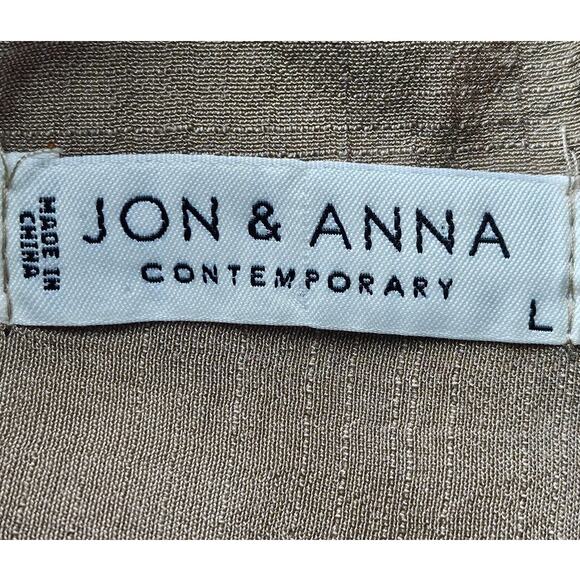 MADE IN
CHINA
JON & ANNA
CONTEMPORARY
L